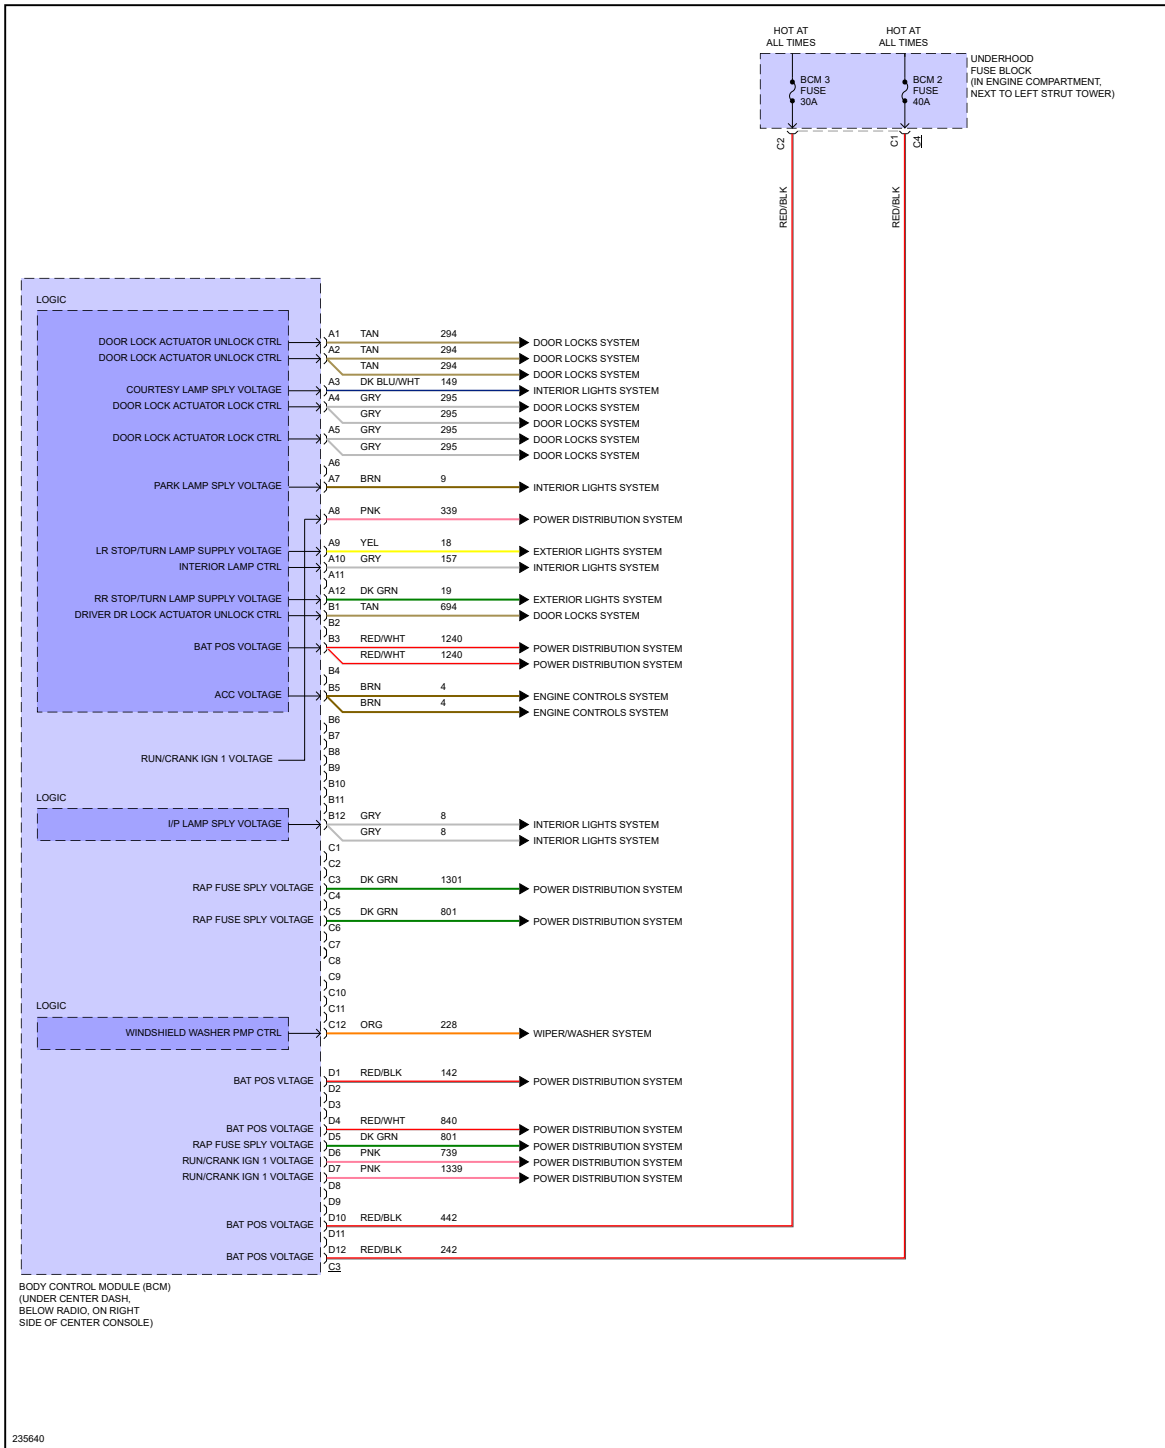 HOT AT
ALL TIMES
HOT AT
ALL TIMES
BCM 3
FUSE
30A
BCM 2
FUSE
40A
UNDERHOOD
FUSE BLOCK
(IN ENGINE COMPARTMENT,
NEXT TO LEFT STRUT TOWER)
C2
C1
C4
RED/BLK
RED/BLK
LOGIC
DOOR LOCK ACTUATOR UNLOCK CTRL A1 TAN 294 DOOR LOCKS SYSTEM
DOOR LOCK ACTUATOR UNLOCK CTRL A2 TAN 294 DOOR LOCKS SYSTEM
TAN 294 DOOR LOCKS SYSTEM
COURTESY LAMP SPLY VOLTAGE A3 DK BLU/WHT 149 INTERIOR LIGHTS SYSTEM
DOOR LOCK ACTUATOR LOCK CTRL A4 GRY 295 DOOR LOCKS SYSTEM
GRY 295 DOOR LOCKS SYSTEM
DOOR LOCK ACTUATOR LOCK CTRL A5 GRY 295 DOOR LOCKS SYSTEM
GRY 295 DOOR LOCKS SYSTEM
A6
PARK LAMP SPLY VOLTAGE A7 BRN 9 INTERIOR LIGHTS SYSTEM
A8 PNK 339 POWER DISTRIBUTION SYSTEM
LR STOP/TURN LAMP SUPPLY VOLTAGE A9 YEL 18 EXTERIOR LIGHTS SYSTEM
INTERIOR LAMP CTRL A10 GRY 157 INTERIOR LIGHTS SYSTEM
A11
RR STOP/TURN LAMP SUPPLY VOLTAGE A12 DK GRN 19 EXTERIOR LIGHTS SYSTEM
DRIVER DR LOCK ACTUATOR UNLOCK CTRL B1 TAN 694 DOOR LOCKS SYSTEM
B2
BAT POS VOLTAGE B3 RED/WHT 1240 POWER DISTRIBUTION SYSTEM
RED/WHT 1240 POWER DISTRIBUTION SYSTEM
B4
ACC VOLTAGE B5 BRN 4 ENGINE CONTROLS SYSTEM
BRN 4 ENGINE CONTROLS SYSTEM
B6
B7
RUN/CRANK IGN 1 VOLTAGE B8
B9
B10
LOGIC B11
I/P LAMP SPLY VOLTAGE B12 GRY 8 INTERIOR LIGHTS SYSTEM
GRY 8 INTERIOR LIGHTS SYSTEM
C1
C2
RAP FUSE SPLY VOLTAGE C3 DK GRN 1301 POWER DISTRIBUTION SYSTEM
C4
RAP FUSE SPLY VOLTAGE C5 DK GRN 801 POWER DISTRIBUTION SYSTEM
C6
C7
C8
C9
C10
LOGIC C11
WINDSHIELD WASHER PMP CTRL C12 ORG 228 WIPER/WASHER SYSTEM
BAT POS VLTAGE D1 RED/BLK 142 POWER DISTRIBUTION SYSTEM
D2
D3
BAT POS VOLTAGE D4 RED/WHT 840 POWER DISTRIBUTION SYSTEM
RAP FUSE SPLY VOLTAGE D5 DK GRN 801 POWER DISTRIBUTION SYSTEM
RUN/CRANK IGN 1 VOLTAGE D6 PNK 739 POWER DISTRIBUTION SYSTEM
RUN/CRANK IGN 1 VOLTAGE D7 PNK 1339 POWER DISTRIBUTION SYSTEM
D8
D9
BAT POS VOLTAGE D10 RED/BLK 442
D11
BAT POS VOLTAGE D12 RED/BLK 242
C3
BODY CONTROL MODULE (BCM)
(UNDER CENTER DASH,
BELOW RADIO, ON RIGHT
SIDE OF CENTER CONSOLE)
235640